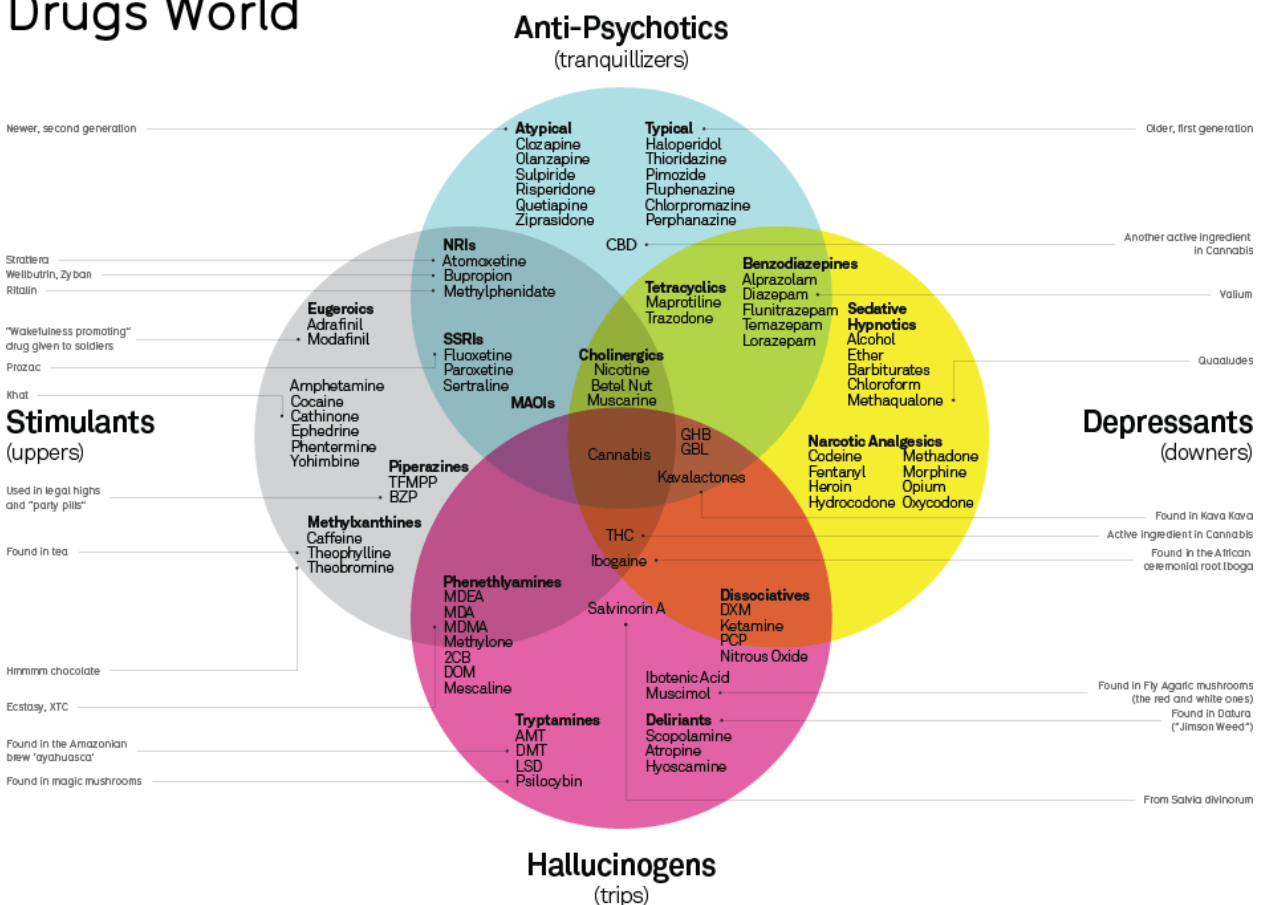 Drugs World
Anti-Psychotics
(tranquillizers)
Newer, second generation
Atypical
Clozapine
Olanzapine
Sulpiride
Risperidone
Quetiapine
Ziprasidone
Typical
Haloperidol
Thioridazine
Pimozide
Fluphenazine
Chlorpromazine
Perphanazine
Older, first generation
CBD
Another active ingredient
in Cannabis
NRIs
Atomoxetine
Bupropion
Methylphenidate
Strattera
Wellbutrin, Zyban
Ritalin
Tetracyclics
Maprotiline
Trazodone
Benzodiazepines
Alprazolam
Diazepam
Flunitrazepam
Temazepam
Lorazepam
Valium
Eugeroics
Adrafinil
Modafinil
"Wakefulness promoting"
drug given to soldiers
SSRIs
Fluoxetine
Paroxetine
Sertraline
Prozac
MAOIs
Cholinergics
Nicotine
Betel Nut
Muscarine
Sedative
Hypnotics
Alcohol
Ether
Barbiturates
Chloroform
Methaqualone
Quaaludes
Khat
Stimulants
(uppers)
Amphetamine
Cocaine
Cathinone
Ephedrine
Phentermine
Yohimbine
Depressants
(downers)
Cannabis
GHB
GBL
Kavalactones
Narcotic Analgesics
Codeine
Fentanyl
Heroin
Hydrocodone
Methadone
Morphine
Opium
Oxycodone
Piperazines
TFMPP
BZP
Used in legal highs
and "party pills"
Methylxanthines
Caffeine
Theophylline
Theobromine
Found in tea
Found in Kava Kava
THC
Active ingredient in Cannabis
Ibogaine
Found in the African
ceremonial root Iboga
Phenethlyamines
MDEA
MDA
MDMA
Methylone
2CB
DOM
Mescaline
Salvinorin A
Dissociatives
DXM
Ketamine
PCP
Nitrous Oxide
Hmmmm chocolate
Ecstasy, XTC
Ibotenic Acid
Muscimol
Found in Fly Agaric mushrooms
(the red and white ones)
Tryptamines
AMT
DMT
LSD
Psilocybin
Deliriants
Scopolamine
Atropine
Hyoscamine
Found in Datura
("Jimson Weed")
Found in the Amazonian
brew 'ayahuasca'
Found in magic mushrooms
From Salvia divinorum
Hallucinogens
(trips)